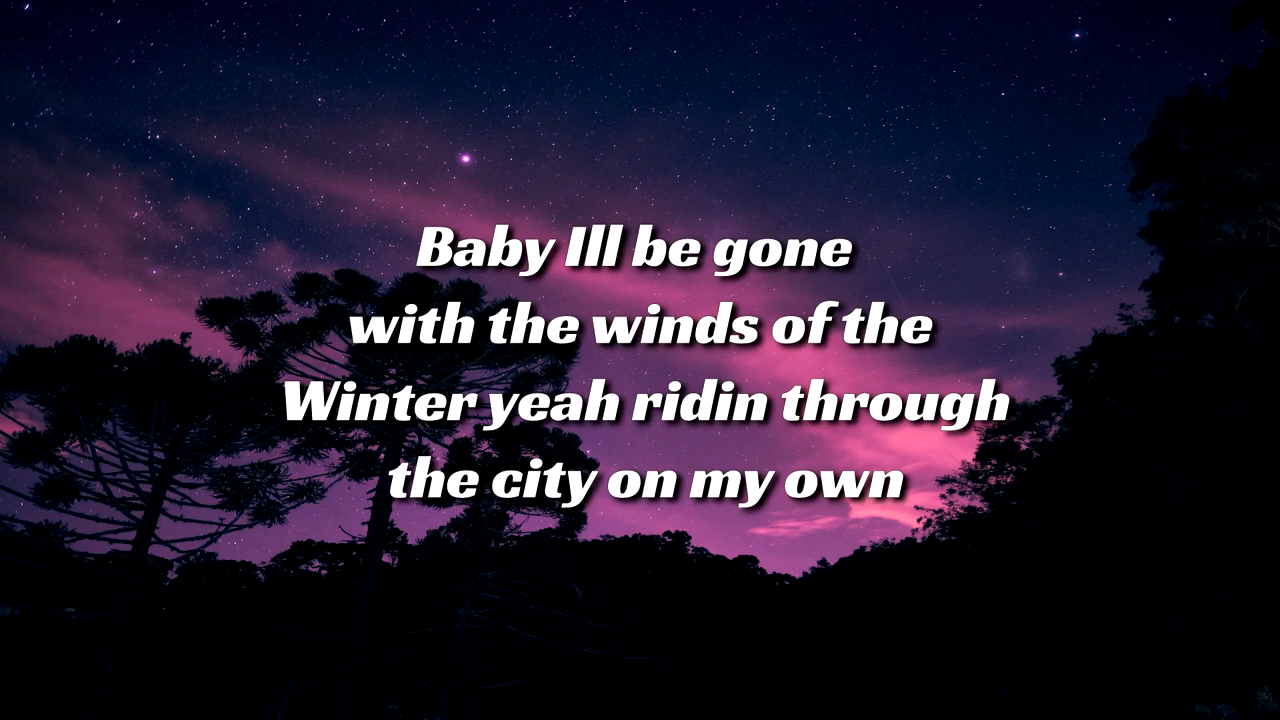 Baby Ill be gone
with the winds of the
Winter yeah ridin through
the city on my own